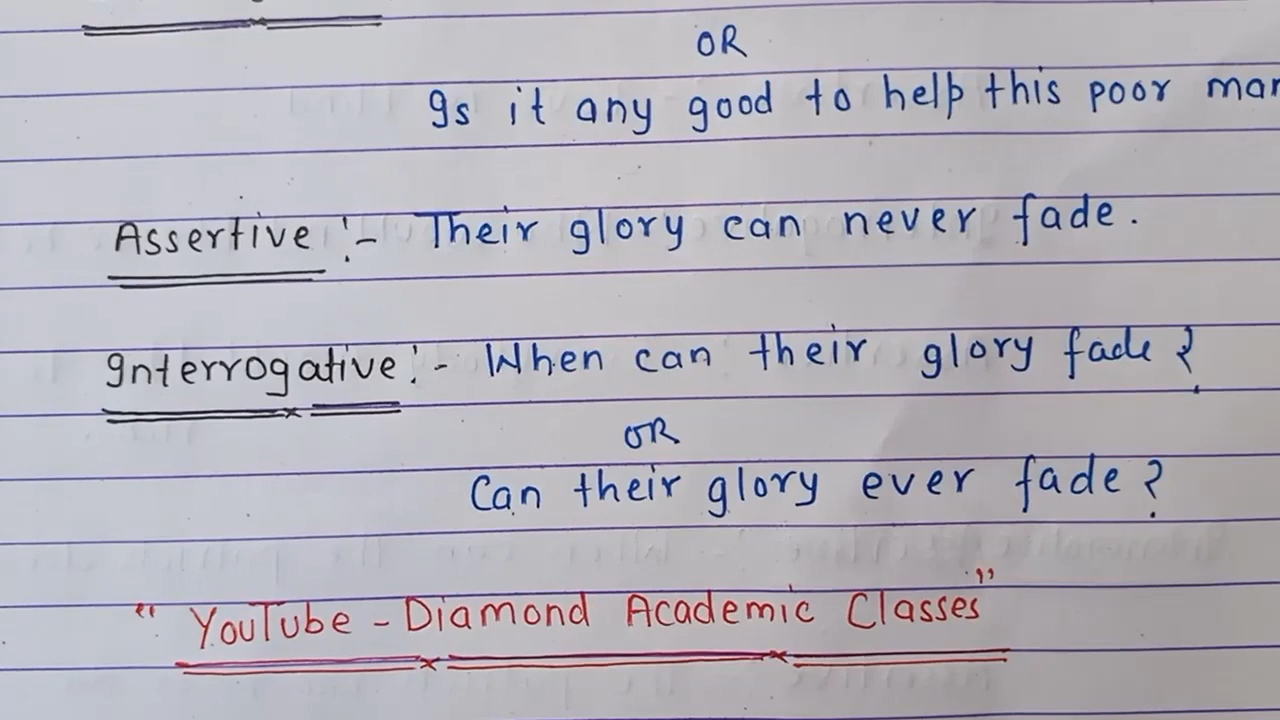 OR
Is it any good to help this poor man
Assertive :- Their glory can never fade.
Interrogative :- When can their glory fade ?
OR
Can their glory ever fade ?
" YouTube - Diamond Academic Classes "